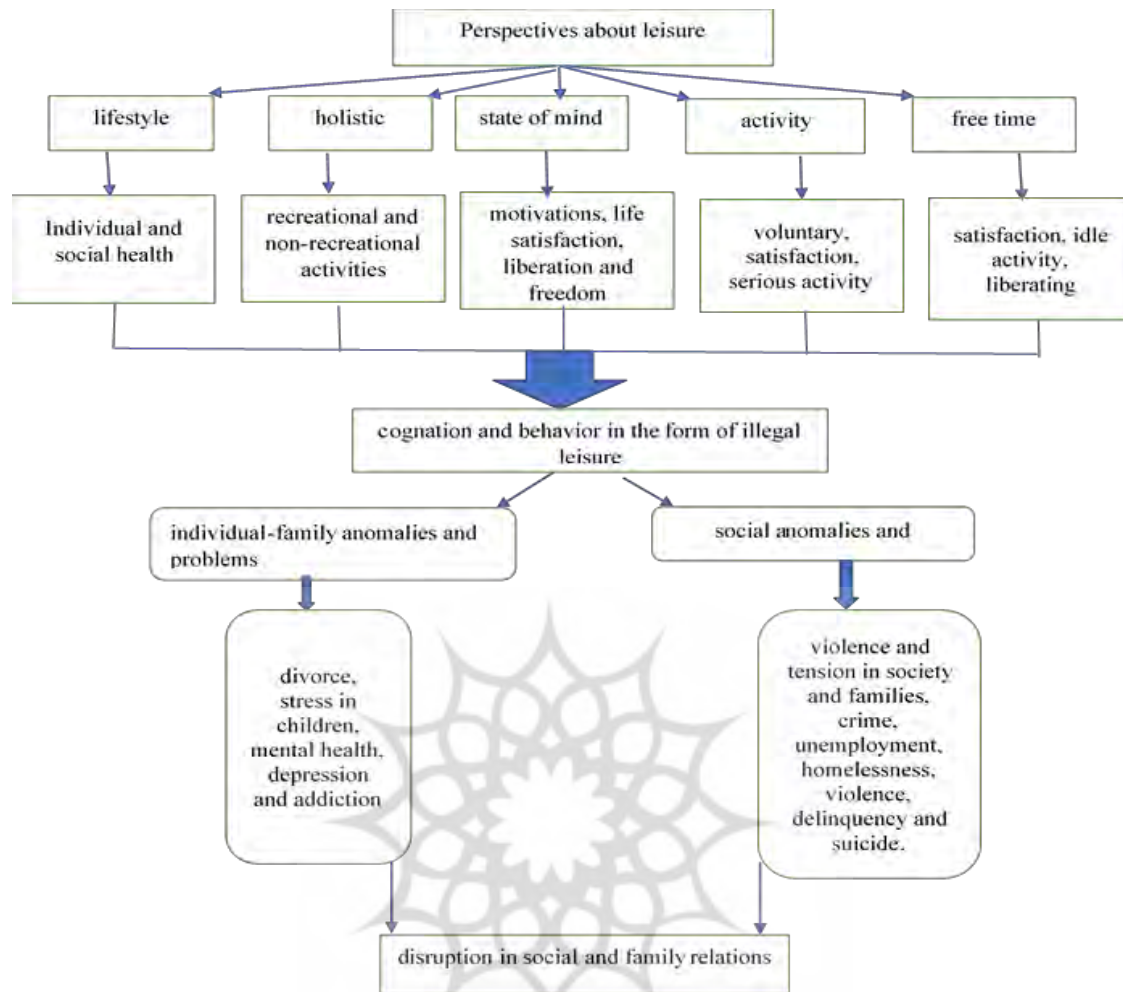 Perspectives about leisure
lifestyle
holistic
state of mind
activity
free time
Individual and
social health
recreational and
non-recreational
activities
motivations, life
satisfaction,
liberation and
freedom
voluntary,
satisfaction,
serious activity
satisfaction, idle
activity,
liberating
cognation and behavior in the form of illegal
leisure
individual-family anomalies and
problems
social anomalies and
divorce,
stress in
children,
mental health,
depression
and addiction
violence and
tension in society
and families,
crime,
unemployment,
homelessness,
violence,
delinquency and
suicide.
disruption in social and family relations